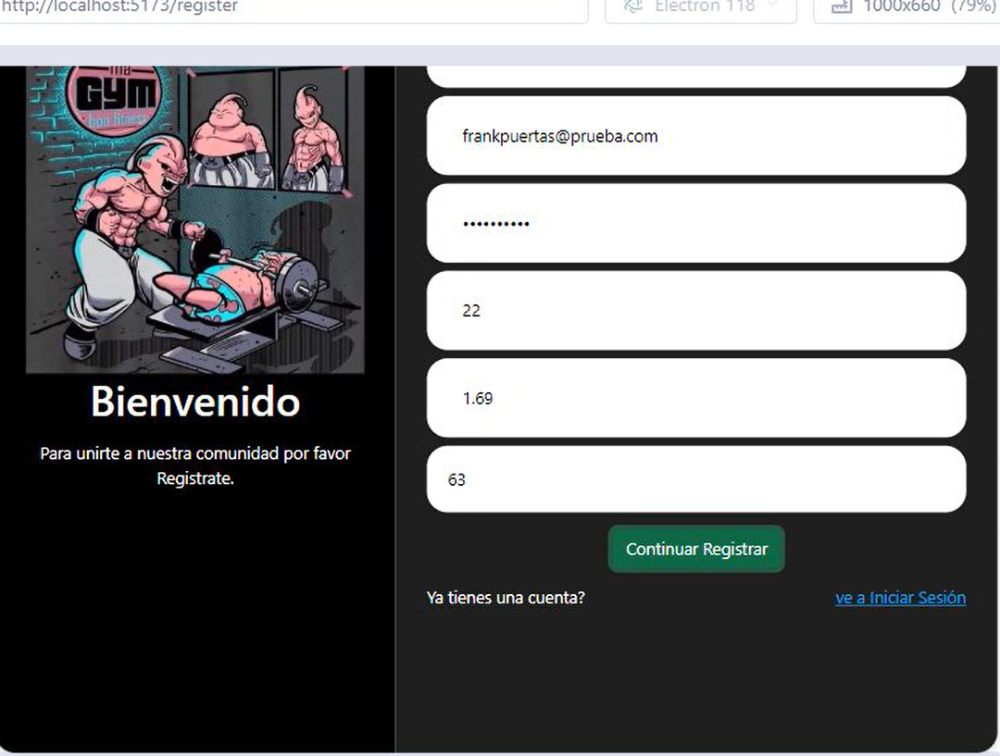 http://localhost:5173/register
Electron 118
1000x660 (79%)
GYM
frankpuertas@prueba.com
••••••••••
22
1.69
63
Bienvenido
Para unirte a nuestra comunidad por favor
Registrate.
Continuar Registrar
Ya tienes una cuenta?
ve a Iniciar Sesión